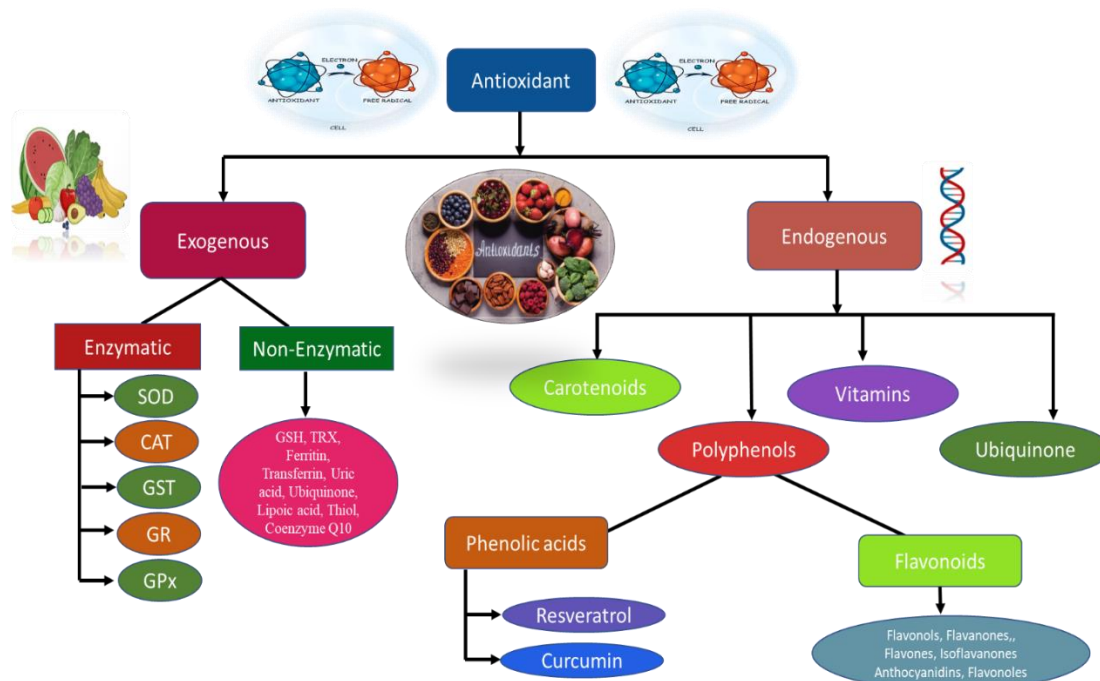 Antioxidant
ELECTRON
ANTIOXIDANT
FREE RADICAL
CELL
ELECTRON
ANTIOXIDANT
FREE RADICAL
CELL
Exogenous
Antioxidants
Endogenous
Enzymatic
Non-Enzymatic
SOD
CAT
GST
GR
GPx
GSH, TRX,
Ferritin,
Transferrin, Uric
acid, Ubiquinone,
Lipoic acid, Thiol,
Coenzyme Q10
Carotenoids
Vitamins
Polyphenols
Ubiquinone
Phenolic acids
Flavonoids
Resveratrol
Curcumin
Flavonols, Flavanones,,
Flavones, Isoflavanones
Anthocyanidins, Flavonoles